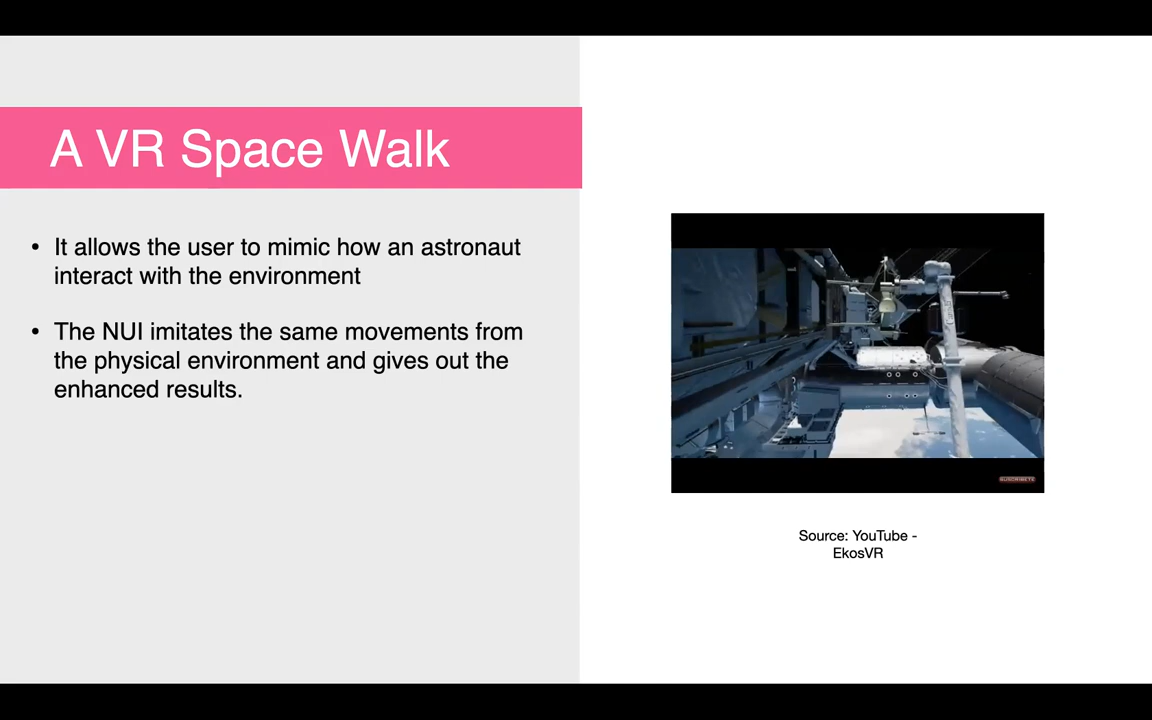 A VR Space Walk
• It allows the user to mimic how an astronaut
interact with the environment
• The NUI imitates the same movements from
the physical environment and gives out the
enhanced results.
SUSCRIBETE
Source: YouTube -
EkosVR